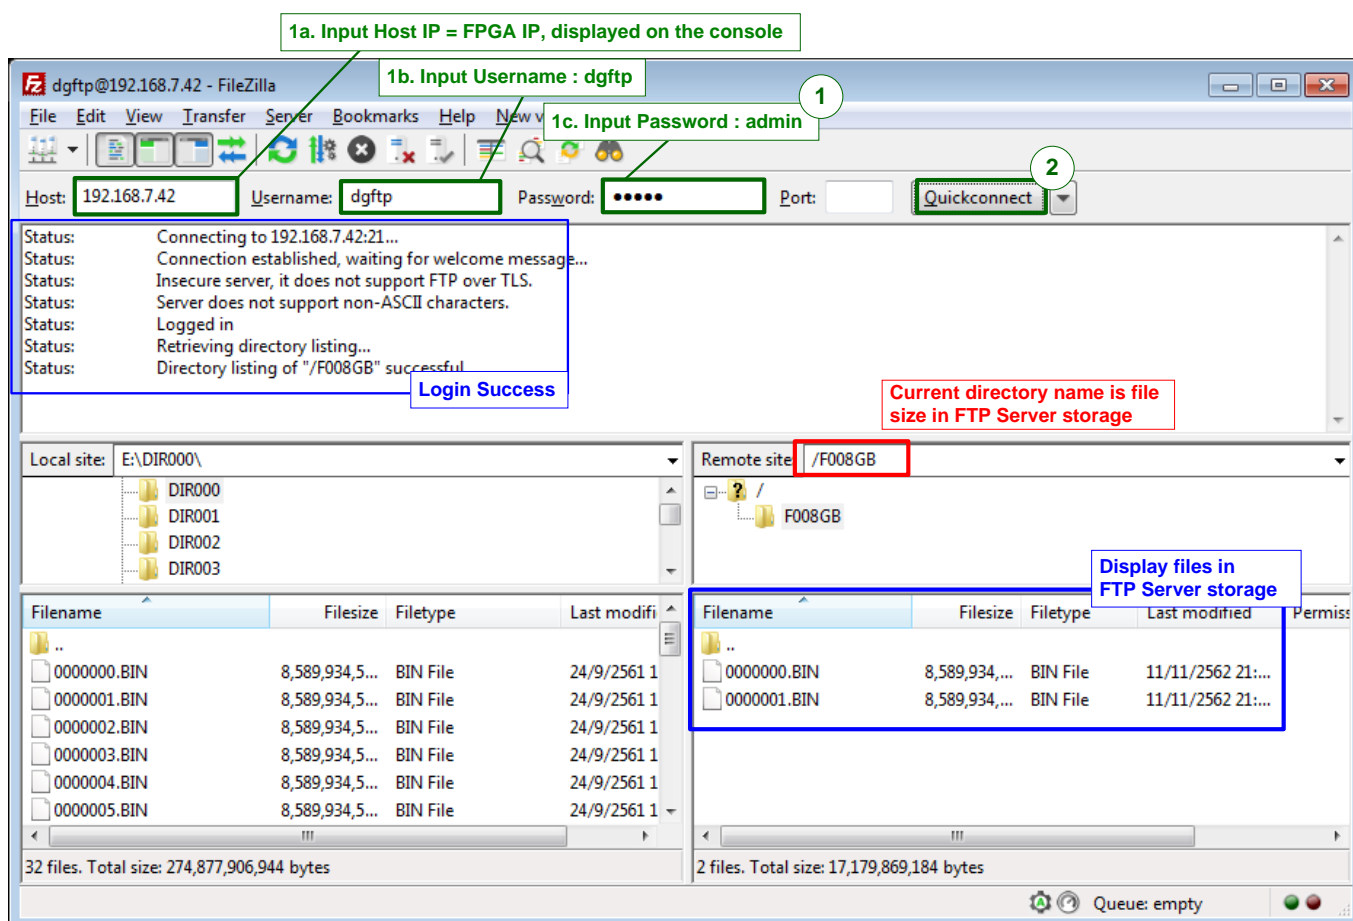 1a. Input Host IP = FPGA IP, displayed on the console
dgftp@192.168.7.42 - FileZilla
1b. Input Username : dgftp
1
File Edit View Transfer Server Bookmarks Help New v
1c. Input Password : admin
2
Host: 192.168.7.42 Username: dgftp Password: ●●●●● Port: Quickconnect
Status: Connecting to 192.168.7.42:21...
Status: Connection established, waiting for welcome message...
Status: Insecure server, it does not support FTP over TLS.
Status: Server does not support non-ASCII characters.
Status: Logged in
Status: Retrieving directory listing...
Status: Directory listing of "/F008GB" successful
Login Success
Current directory name is file
size in FTP Server storage
Local site: E:\DIR000\
DIR000
DIR001
DIR002
DIR003
Remote site /F008GB
? /
F008GB
Display files in
FTP Server storage
Filename Filesize Filetype Last modifi
..
0000000.BIN 8,589,934,5... BIN File 24/9/2561 1
0000001.BIN 8,589,934,5... BIN File 24/9/2561 1
0000002.BIN 8,589,934,5... BIN File 24/9/2561 1
0000003.BIN 8,589,934,5... BIN File 24/9/2561 1
0000004.BIN 8,589,934,5... BIN File 24/9/2561 1
0000005.BIN 8,589,934,5... BIN File 24/9/2561 1
32 files. Total size: 274,877,906,944 bytes
Filename Filesize Filetype Last modified Permiss
..
0000000.BIN 8,589,934,... BIN File 11/11/2562 21:...
0000001.BIN 8,589,934,... BIN File 11/11/2562 21:...
2 files. Total size: 17,179,869,184 bytes
Queue: empty